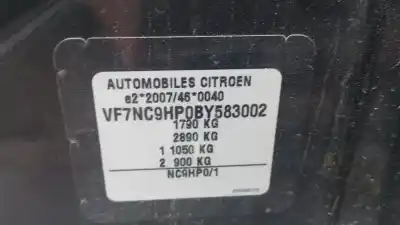 AUTOMOBILES CITROEN
e2*2007/46*0040
VF7NC9HP0BY583002
1790 KG
2890 KG
1 1050 KG
2 900 KG
NC9HP0/1